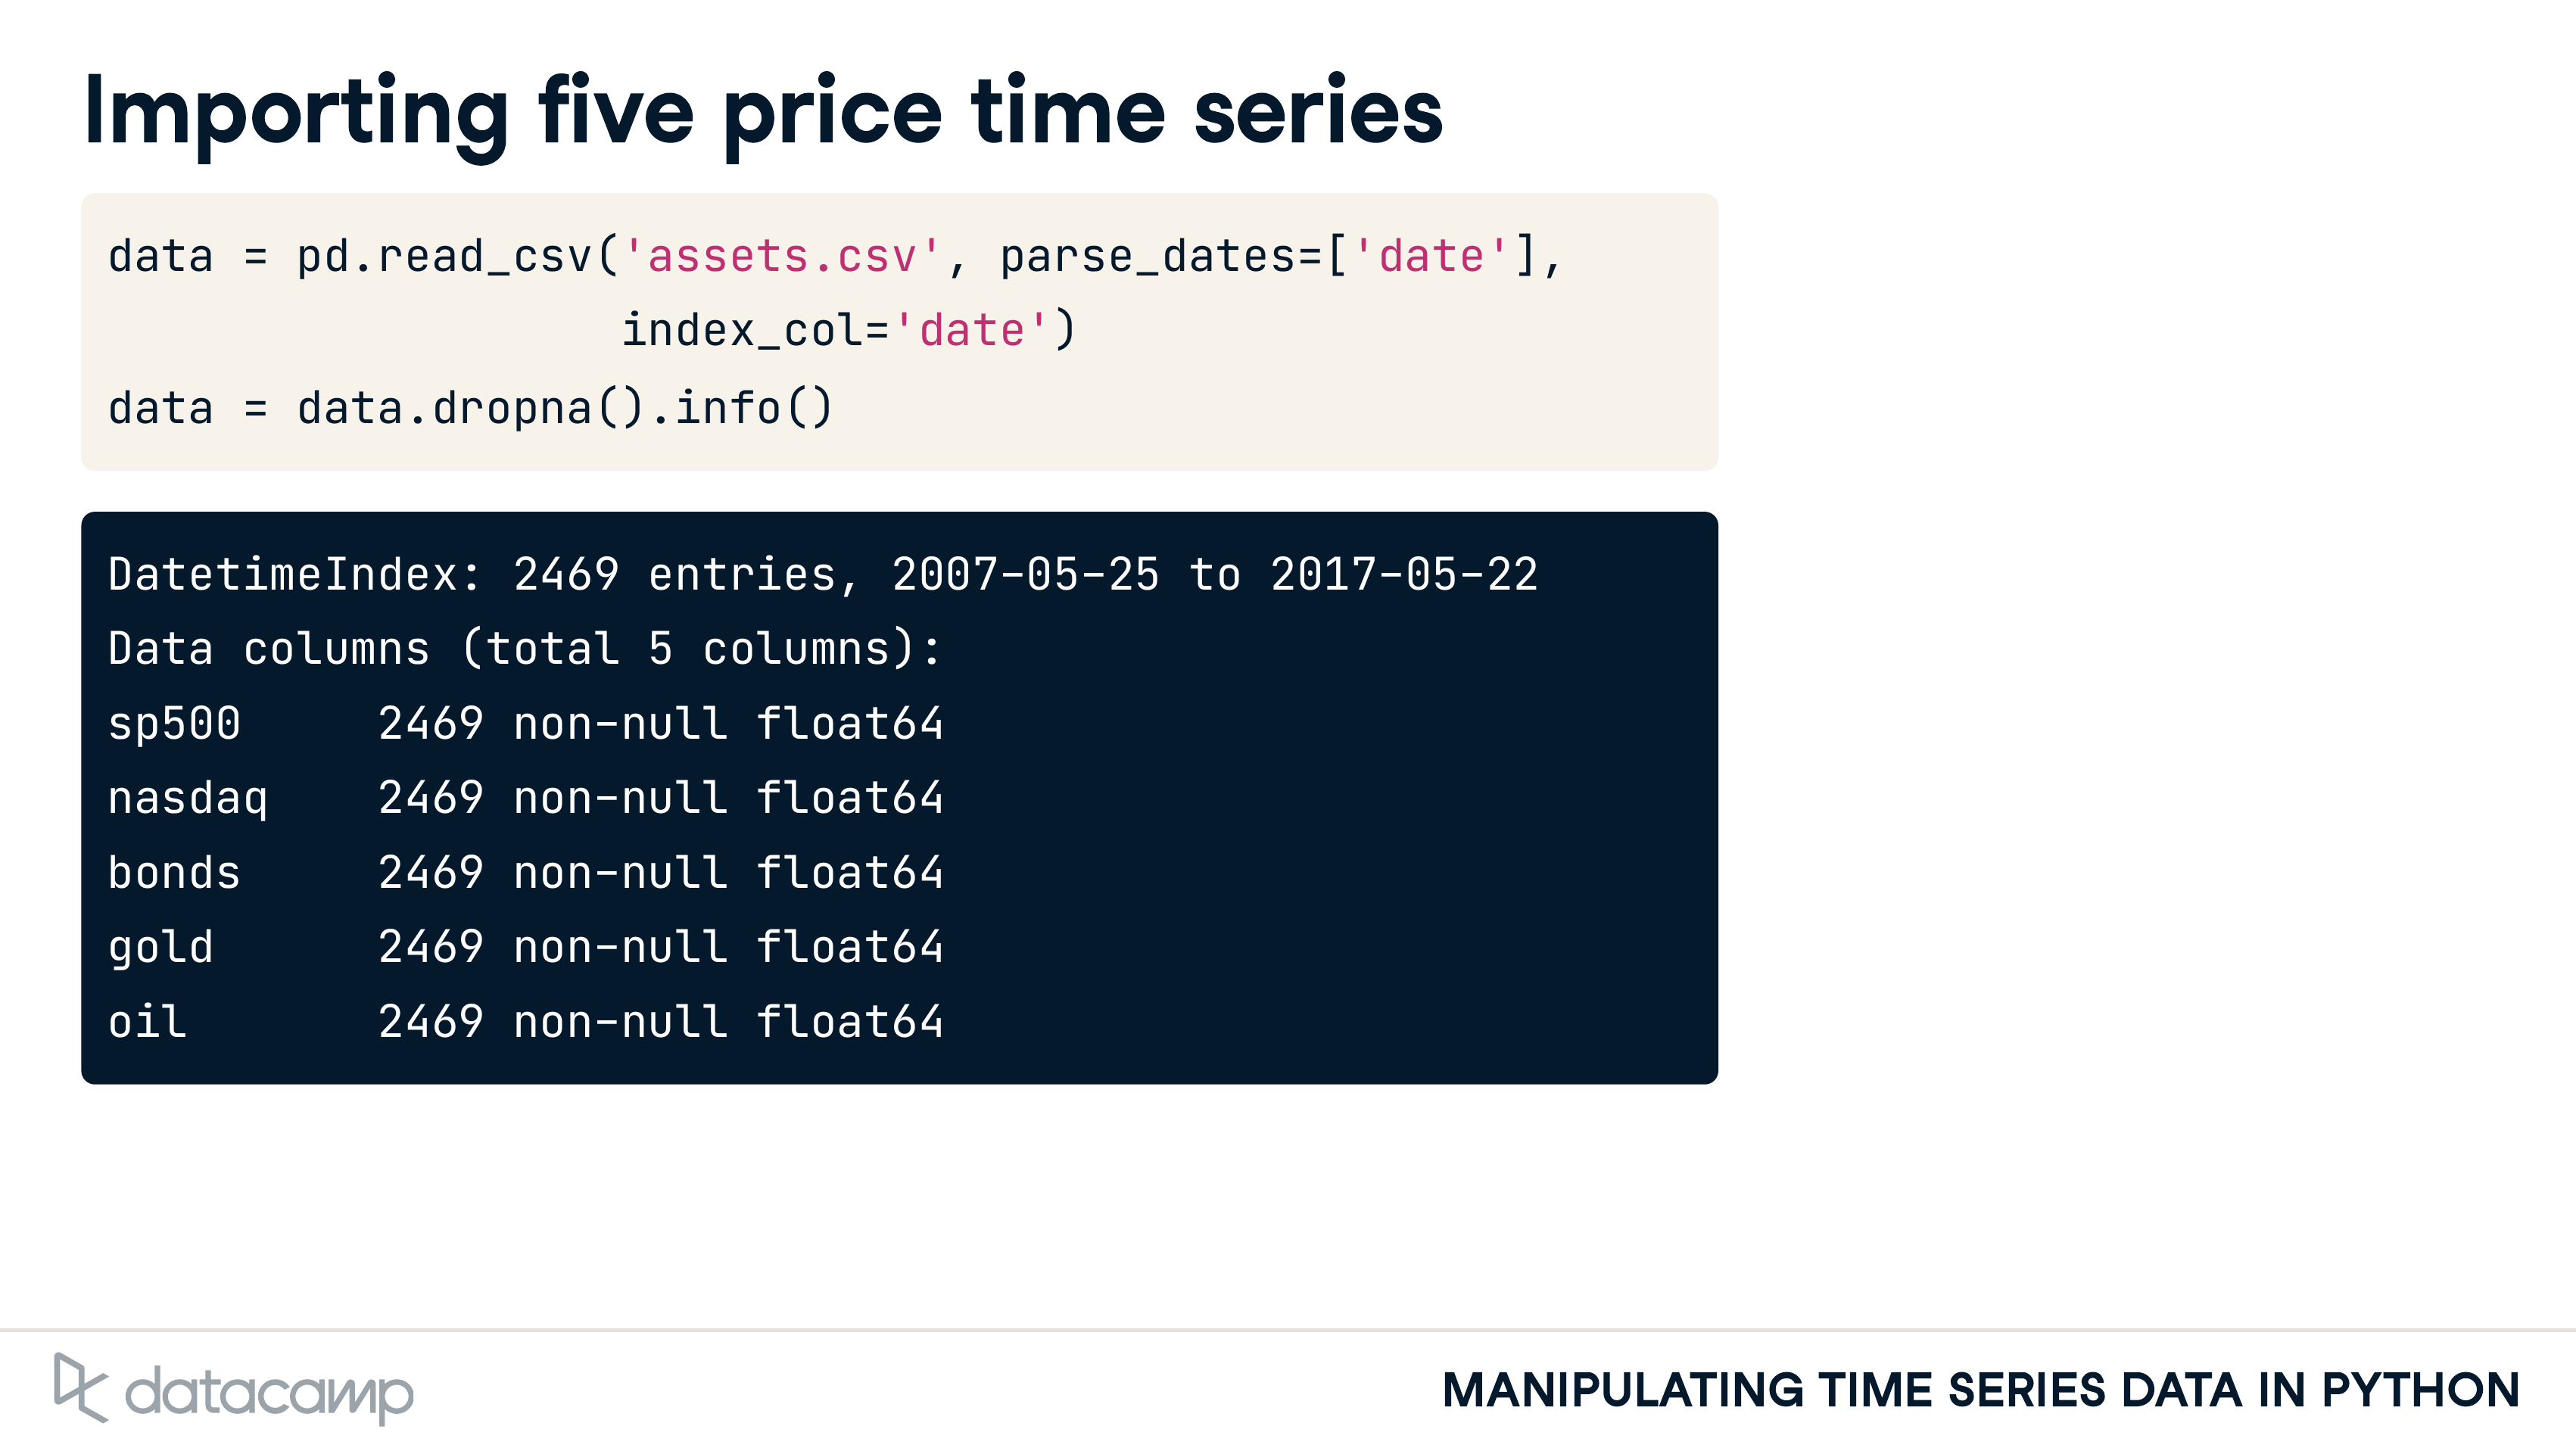 Importing five price time series
data = pd.read_csv('assets.csv', parse_dates=['date'],
                   index_col='date')
data = data.dropna().info()
DatetimeIndex: 2469 entries, 2007-05-25 to 2017-05-22
Data columns (total 5 columns):
sp500     2469 non-null float64
nasdaq    2469 non-null float64
bonds     2469 non-null float64
gold      2469 non-null float64
oil       2469 non-null float64
datacamp
MANIPULATING TIME SERIES DATA IN PYTHON